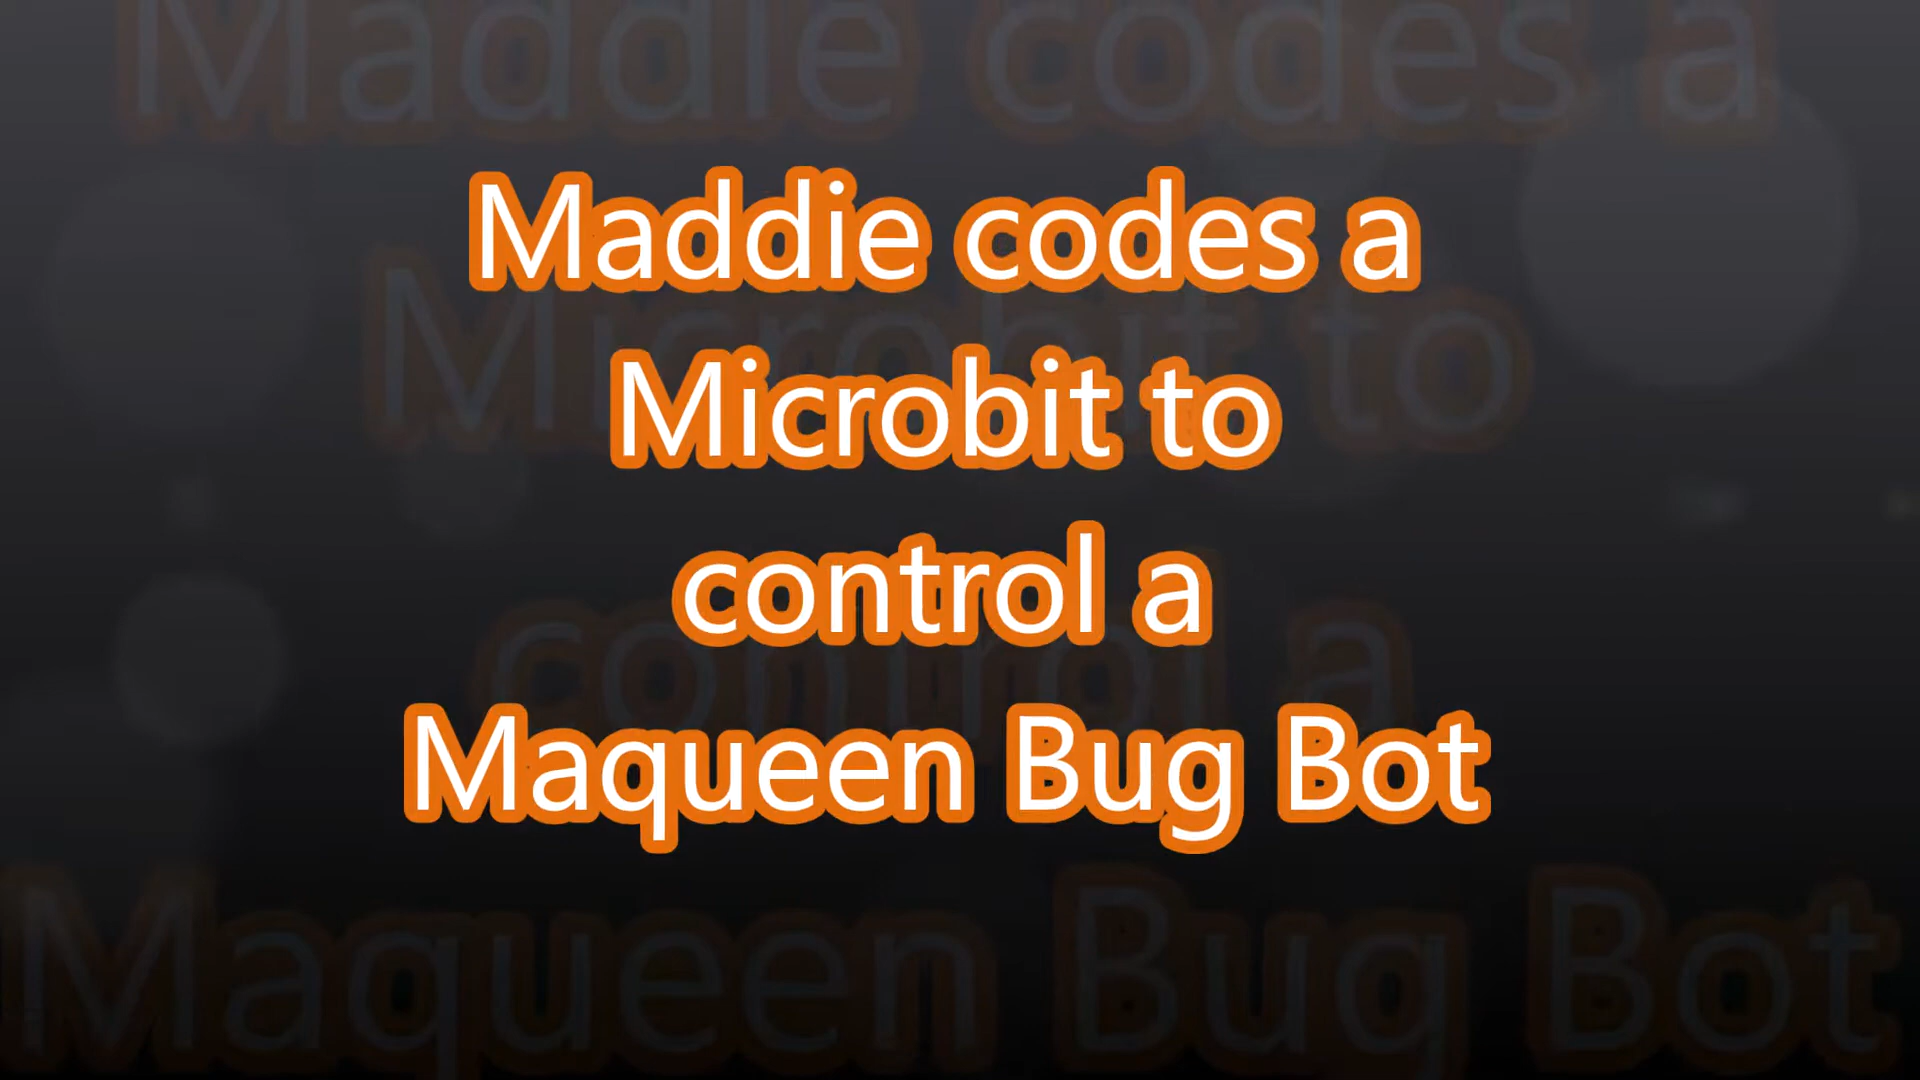 Maddie codes a
Microbit to
control a
Maqueen Bug Bot